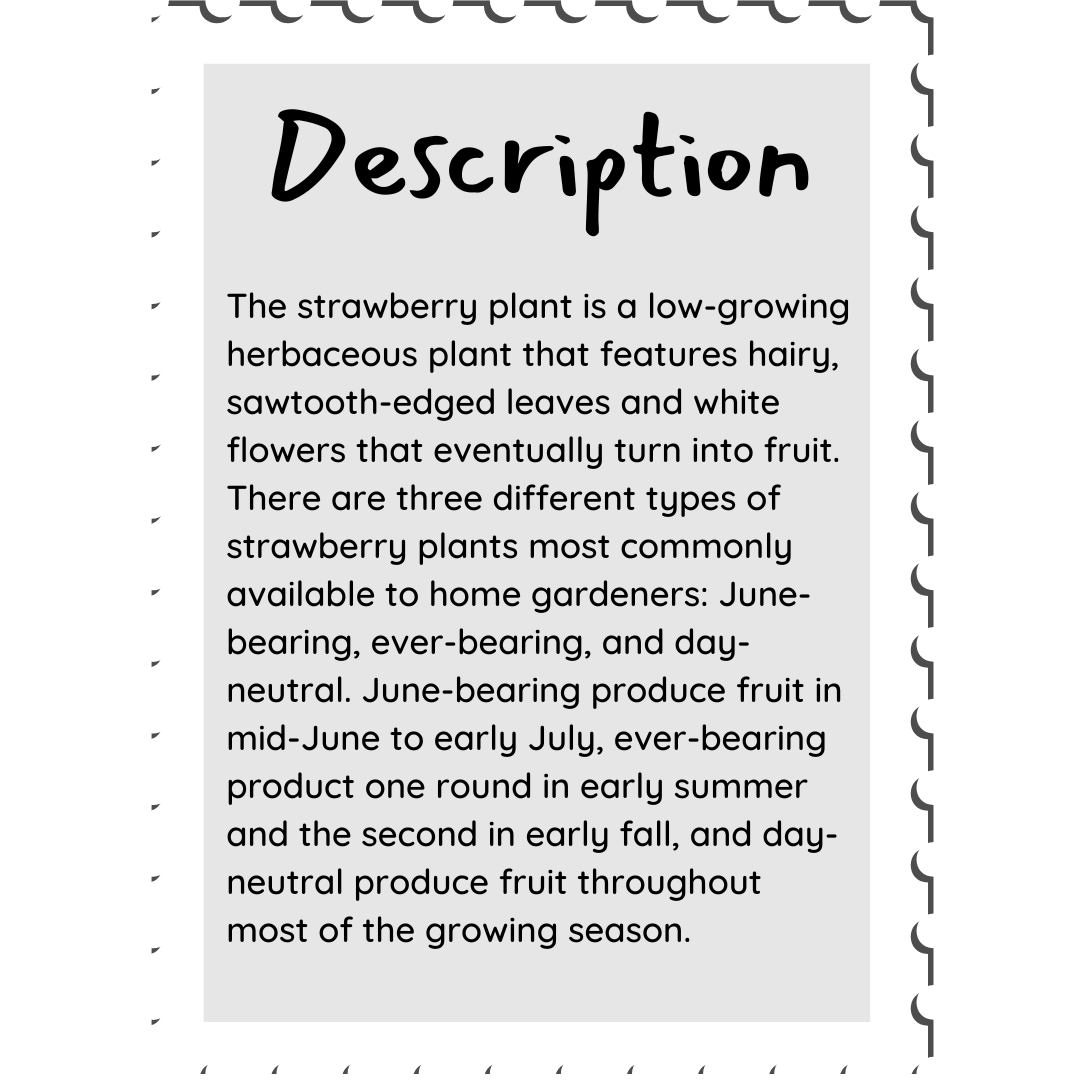 Description
The strawberry plant is a low-growing
herbaceous plant that features hairy,
sawtooth-edged leaves and white
flowers that eventually turn into fruit.
There are three different types of
strawberry plants most commonly
available to home gardeners: June-
bearing, ever-bearing, and day-
neutral. June-bearing produce fruit in
mid-June to early July, ever-bearing
product one round in early summer
and the second in early fall, and day-
neutral produce fruit throughout
most of the growing season.